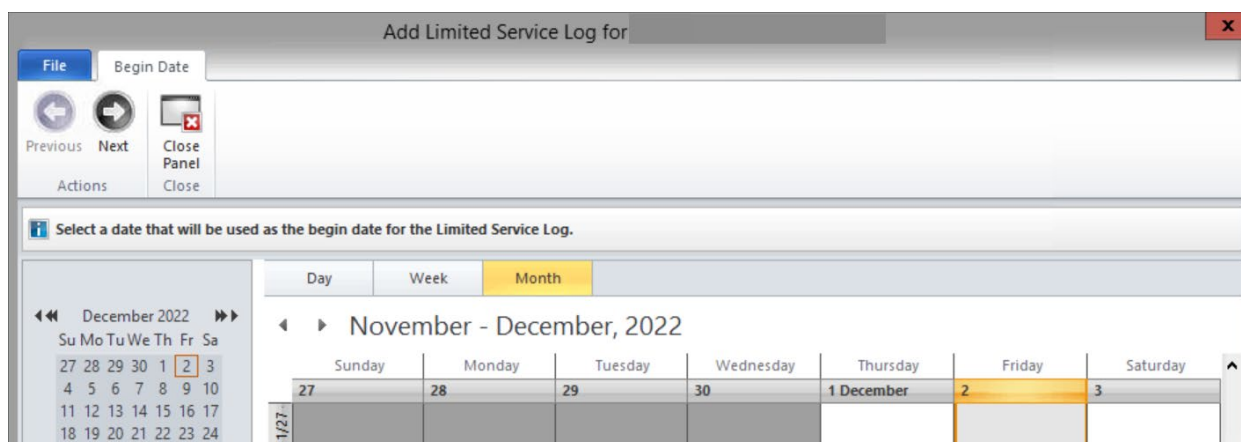 Add Limited Service Log for
x
File
Begin Date
Previous
Next
Close
Panel
Actions
Close
i Select a date that will be used as the begin date for the Limited Service Log.
Day
Week
Month
December 2022
Su Mo Tu We Th Fr Sa
27 28 29 30 1 2 3
4 5 6 7 8 9 10
11 12 13 14 15 16 17
18 19 20 21 22 23 24
November - December, 2022
Sunday Monday Tuesday Wednesday Thursday Friday Saturday
27 28 29 30 1 December 2 3
1/27